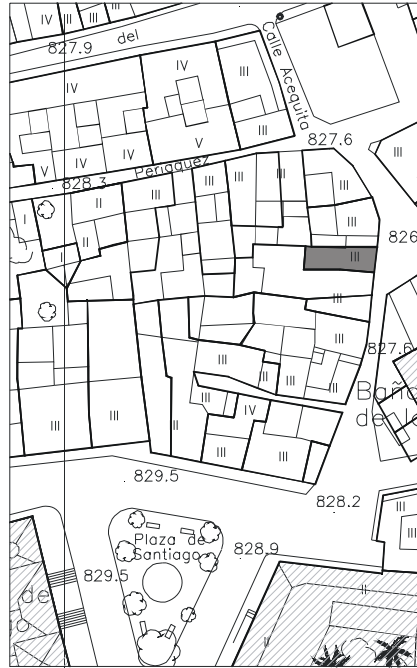 IV III III III
827.9 del
Calle Acequita
IV IV III
IV
V IV IV V III
827.6
III
Periaguez
828.3
III III III III III
II
I
II
III
826
I
III
III
III
III
827.6
III
III III
Baño
de
III IV
III III II III
829.5
828.2
III
III
Plaza de
Santiago
828.9
829.5
de
II